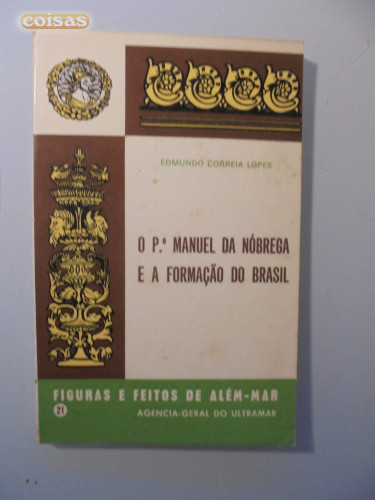 coisas
EDMUNDO CORREIA LOPES
O P.ᵉ MANUEL DA NÓBREGA
E A FORMAÇÃO DO BRASIL
FIGURAS E FEITOS DE ALÉM-MAR
21
AGENCIA-GERAL DO ULTRAMAR